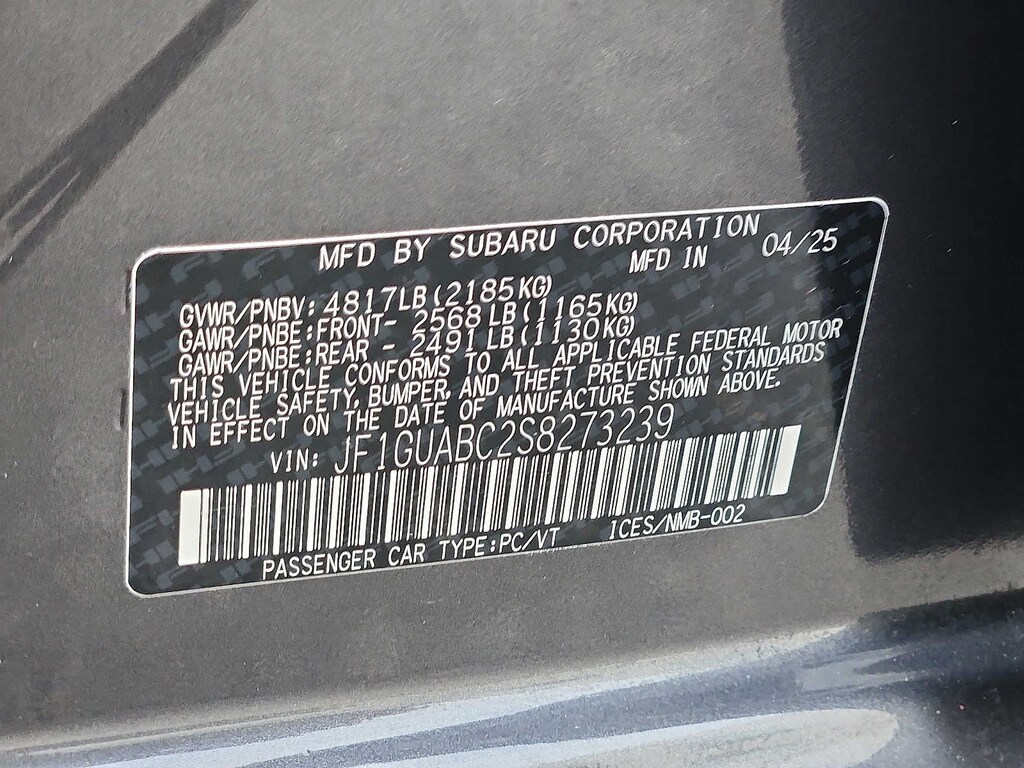 MFD BY SUBARU CORPORATION
MFD IN 04/25
GVWR/PNBV: 4817LB(2185KG)
GAWR/PNBE:FRONT- 2568LB(1165KG)
GAWR/PNBE:REAR - 2491LB(1130KG)
THIS VEHICLE CONFORMS TO ALL APPLICABLE FEDERAL MOTOR
VEHICLE SAFETY, BUMPER, AND THEFT PREVENTION STANDARDS
IN EFFECT ON THE DATE OF MANUFACTURE SHOWN ABOVE.
VIN: JF1GUABC2S8273239
PASSENGER CAR TYPE:PC/VT ICES/NMB-002